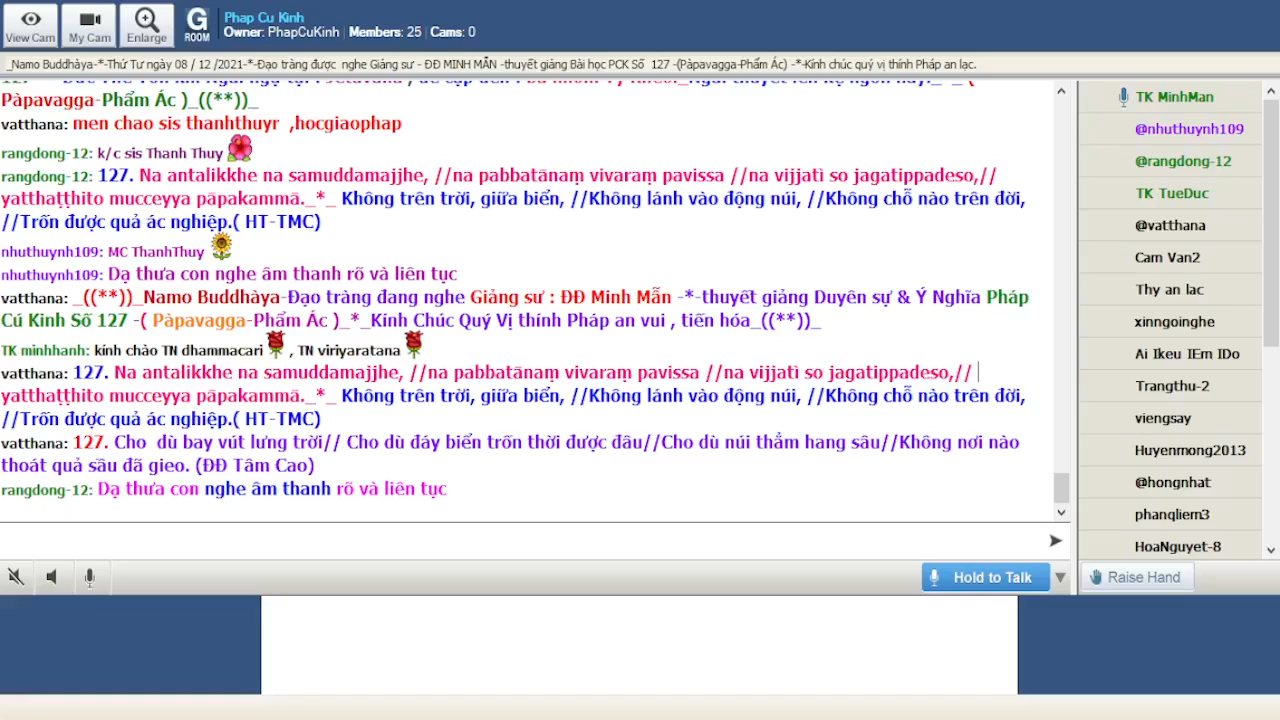 Phap Cu Kinh
View Cam My Cam Enlarge G ROOM Owner: PhapCuKinh | Members: 25 | Cams: 0
_Namo Buddhàya-*-Thứ Tư ngày 08 / 12 /2021-*-Đạo tràng được nghe Giảng sư - ĐĐ MINH MẪN -thuyết giảng Bài học PCK Số 127 -(Pàpavagga-Phẩm Ác) -*-Kính chúc quý vị thính Pháp an lạc.
Pàpavagga-Phẩm Ác )_((**))_
vatthana: men chao sis thanhthuyr ,hocgiaophap
rangdong-12: k/c sis Thanh Thuy
rangdong-12: 127. Na antalikkhe na samuddamajjhe, //na pabbatānaṃ vivaraṃ pavissa //na vijjatì so jagatippadeso,//
yatthaṭṭhito mucceyya pāpakammā._*_ Không trên trời, giữa biển, //Không lánh vào động núi, //Không chỗ nào trên đời,
//Trốn được quả ác nghiệp.( HT-TMC)
nhuthuynh109: MC ThanhThuy
nhuthuynh109: Dạ thưa con nghe âm thanh rõ và liên tục
vatthana: _((**))_Namo Buddhàya-Đạo tràng đang nghe Giảng sư : ĐĐ Minh Mẫn -*-thuyết giảng Duyên sự & Ý Nghĩa Pháp
Cú Kinh Số 127 -( Pàpavagga-Phẩm Ác )_*_Kính Chúc Quý Vị thính Pháp an vui , tiến hóa_((**))_
TK minhhanh: kính chào TN dhammacari , TN viriyaratana
vatthana: 127. Na antalikkhe na samuddamajjhe, //na pabbatānaṃ vivaraṃ pavissa //na vijjatì so jagatippadeso,//
yatthaṭṭhito mucceyya pāpakammā._*_ Không trên trời, giữa biển, //Không lánh vào động núi, //Không chỗ nào trên đời,
//Trốn được quả ác nghiệp.( HT-TMC)
vatthana: 127. Cho dù bay vút lưng trời// Cho dù đáy biển trốn thời được đâu//Cho dù núi thẳm hang sâu//Không nơi nào
thoát quả sầu đã gieo. (ĐĐ Tâm Cao)
rangdong-12: Dạ thưa con nghe âm thanh rõ và liên tục
TK MinhMan
@nhuthuynh109
@rangdong-12
TK TueDuc
@vatthana
Cam Van2
Thy an lac
xinngoinghe
Ai Ikeu IEm IDo
Trangthu-2
viengsay
Huyenmong2013
@hongnhat
phanqliem3
HoaNguyet-8
Hold to Talk
Raise Hand